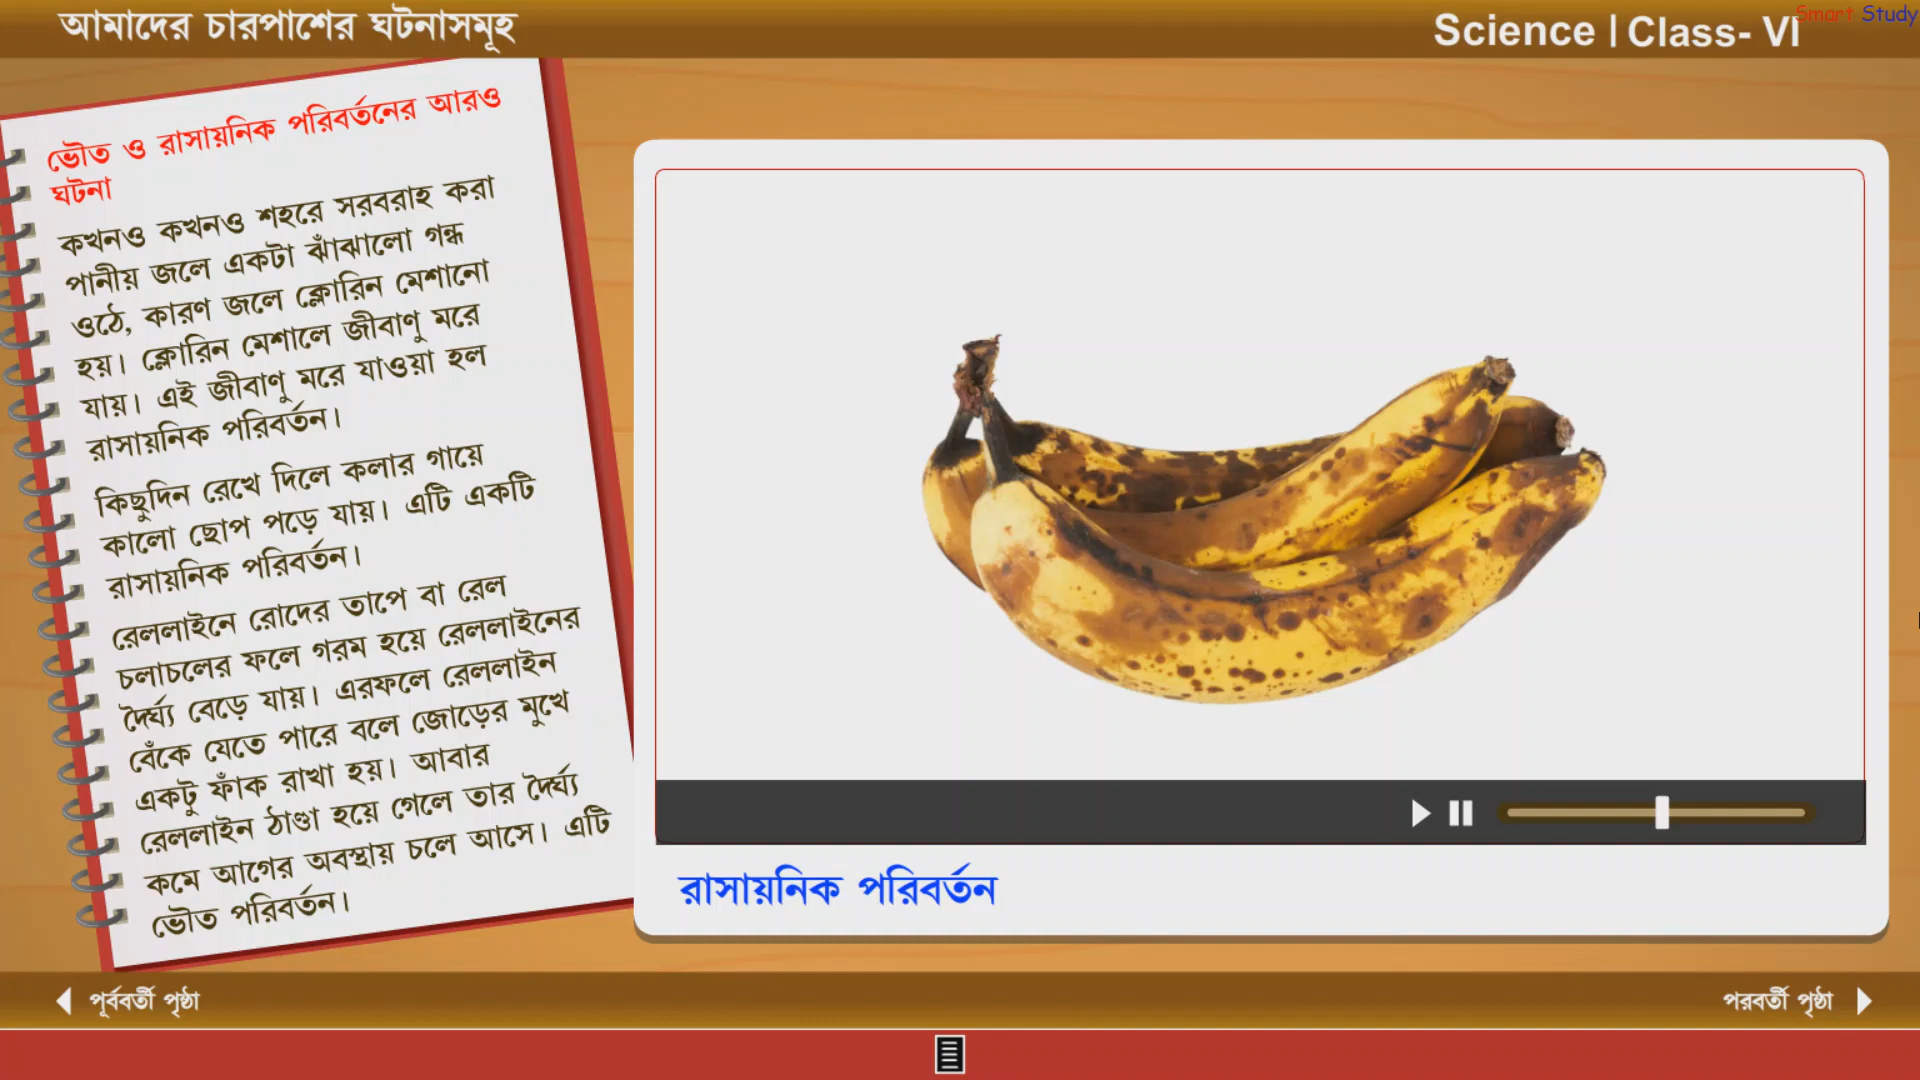 আমাদের চারপাশের ঘটনাসমূহ
Science | Class- VI
Smart Study
ভৌত ও রাসায়নিক পরিবর্তনের আরও
ঘটনা
কখনও কখনও শহরে সরবরাহ করা
পানীয় জলে একটা ঝাঁঝালো গন্ধ
ওঠে, কারণ জলে ক্লোরিন মেশানো
হয়। ক্লোরিন মেশালে জীবাণু মরে
যায়। এই জীবাণু মরে যাওয়া হল
রাসায়নিক পরিবর্তন।
কিছুদিন রেখে দিলে কলার গায়ে
কালো ছোপ পড়ে যায়। এটি একটি
রাসায়নিক পরিবর্তন।
রেললাইনে রোদের তাপে বা রেল
চলাচলের ফলে গরম হয়ে রেললাইনের
দৈর্ঘ্য বেড়ে যায়। এরফলে রেললাইন
বেঁকে যেতে পারে বলে জোড়ের মুখে
একটু ফাঁক রাখা হয়। আবার
রেললাইন ঠাণ্ডা হয়ে গেলে তার দৈর্ঘ্য
কমে আগের অবস্থায় চলে আসে। এটি
ভৌত পরিবর্তন।
রাসায়নিক পরিবর্তন
পূর্ববর্তী পৃষ্ঠা
পরবর্তী পৃষ্ঠা